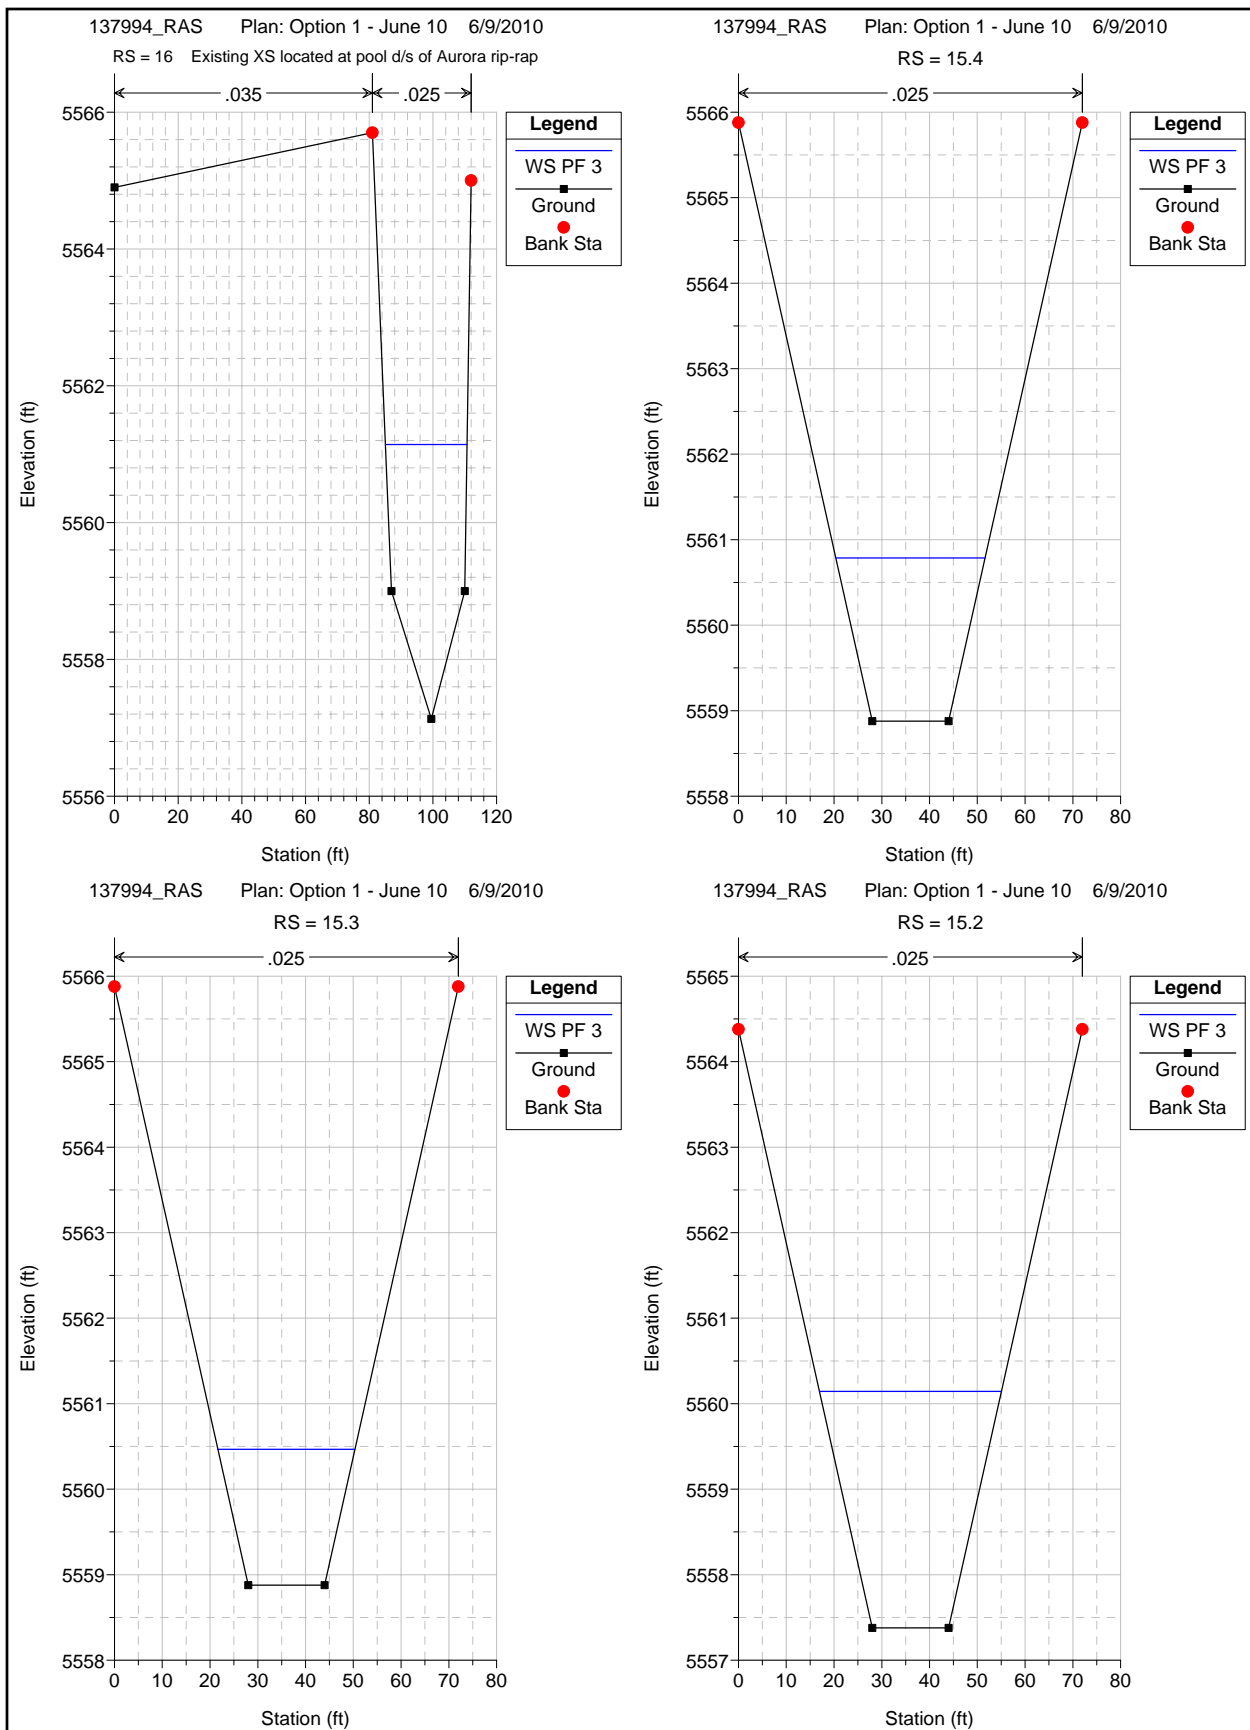 137994_RAS Plan: Option 1 - June 10 6/9/2010
RS = 16 Existing XS located at pool d/s of Aurora rip-rap
.035 .025
5566
5564
5562
5560
5558
5556
0 20 40 60 80 100 120
Station (ft)
Elevation (ft)
Legend
WS PF 3
Ground
Bank Sta
137994_RAS Plan: Option 1 - June 10 6/9/2010
RS = 15.4
.025
5566
5565
5564
5563
5562
5561
5560
5559
5558
0 10 20 30 40 50 60 70 80
Station (ft)
Elevation (ft)
Legend
WS PF 3
Ground
Bank Sta
137994_RAS Plan: Option 1 - June 10 6/9/2010
RS = 15.3
.025
5566
5565
5564
5563
5562
5561
5560
5559
5558
0 10 20 30 40 50 60 70 80
Station (ft)
Elevation (ft)
Legend
WS PF 3
Ground
Bank Sta
137994_RAS Plan: Option 1 - June 10 6/9/2010
RS = 15.2
.025
5565
5564
5563
5562
5561
5560
5559
5558
5557
0 10 20 30 40 50 60 70 80
Station (ft)
Elevation (ft)
Legend
WS PF 3
Ground
Bank Sta